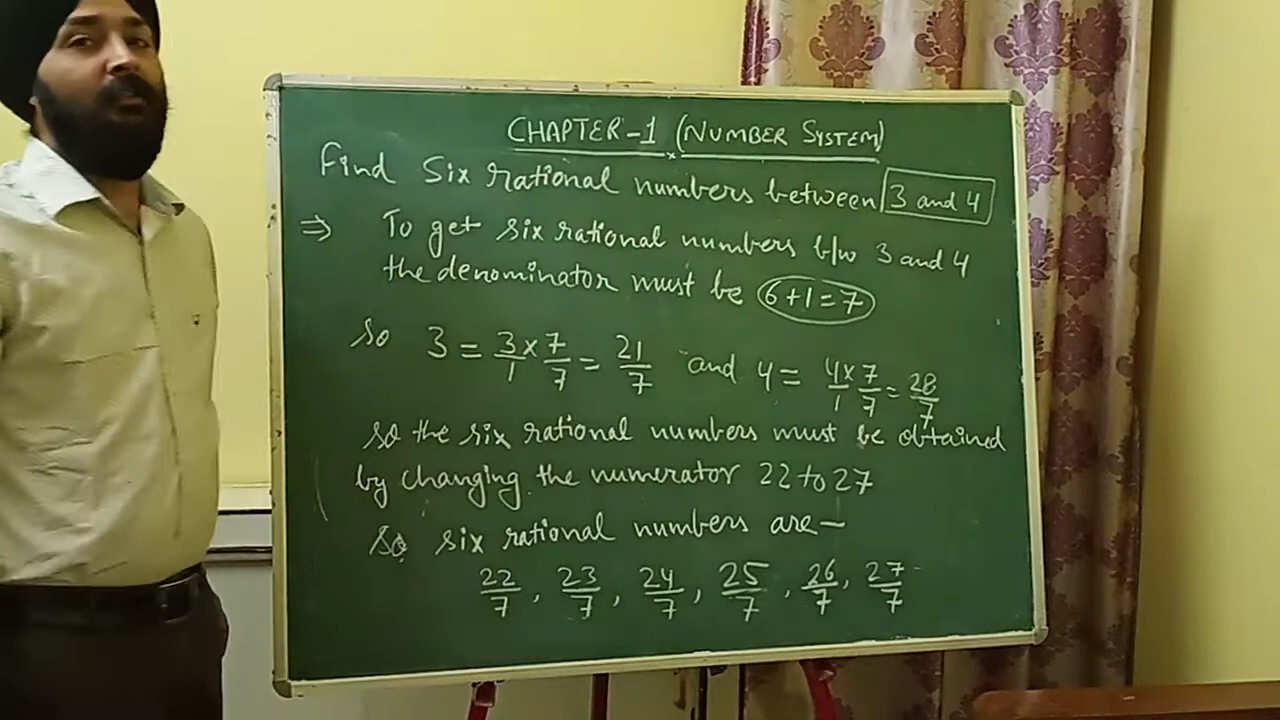 CHAPTER-1 (NUMBER SYSTEM)
Find Six rational numbers between 3 and 4
⇒ To get six rational numbers b/w 3 and 4
the denominator must be 6+1=7
so 3 = 3/1 × 7/7 = 21/7 and 4 = 4/1 × 7/7 = 28/7
so the six rational numbers must be obtained
by changing the numerator 22 to 27
So six rational numbers are —
22/7, 23/7, 24/7, 25/7, 26/7, 27/7